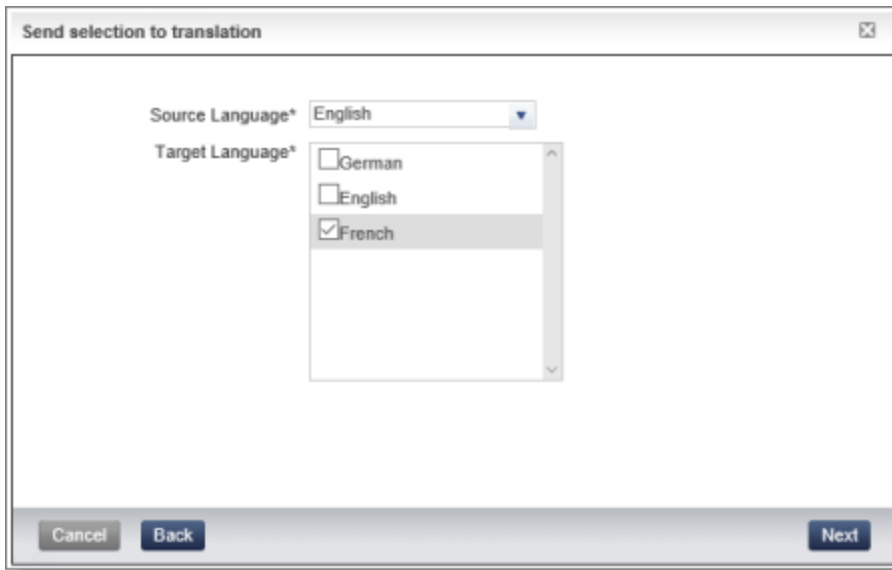 Send selection to translation
Source Language* English
Target Language*
German
English
French
Cancel Back Next